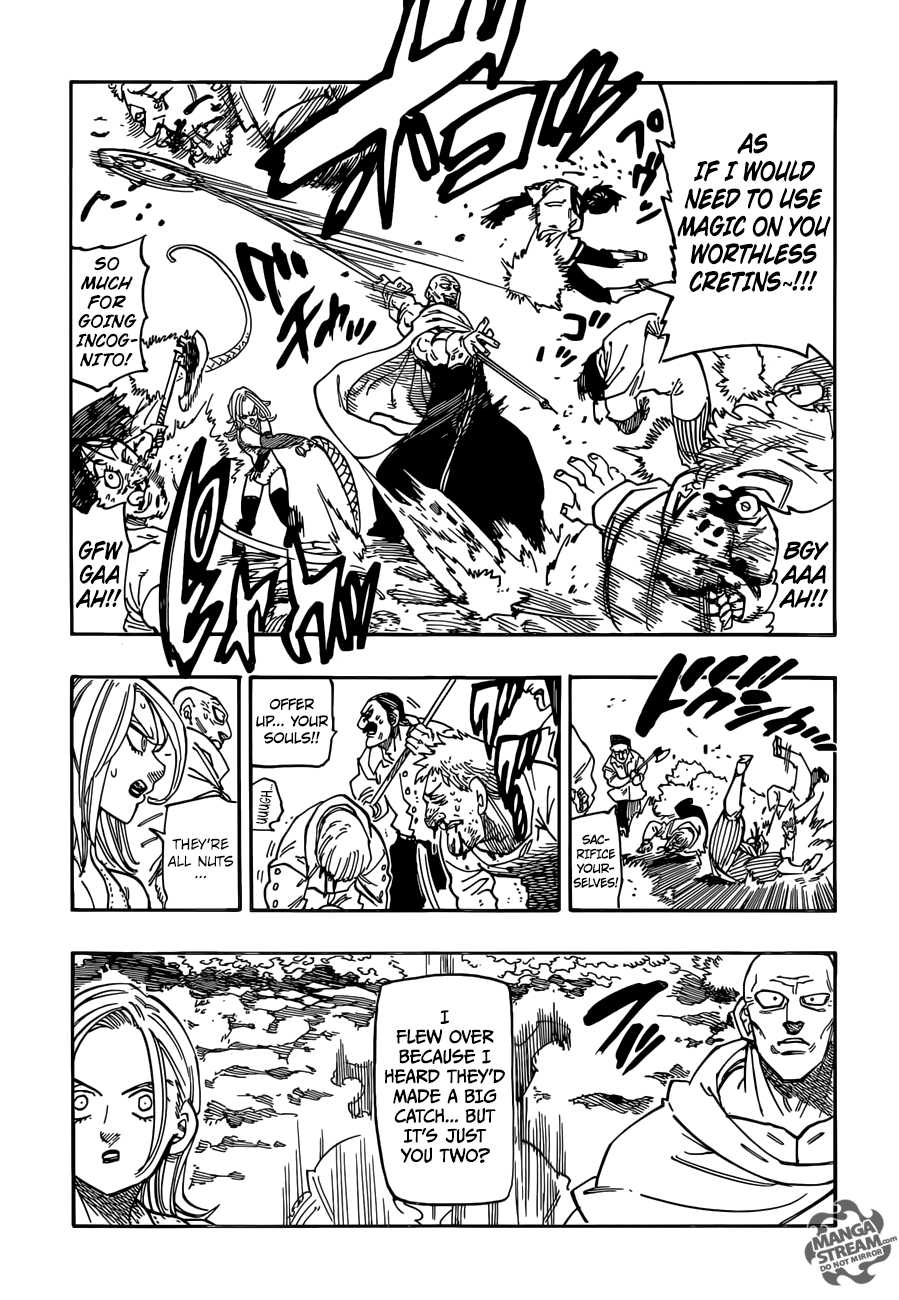 AS
IF I WOULD
NEED TO USE
MAGIC ON YOU
WORTHLESS
CRETINS~!!!
SO
MUCH
FOR
GOING
INCOG-
NITO!
GFW
GAA
AH!!
BGY
AAA
AH!!
SAC-
RIFICE
YOUR-
SELVES!
OFFER
UP... YOUR
SOULS!!
UUUGH...
THEY'RE
ALL NUTS
...
I
FLEW OVER
BECAUSE I
HEARD THEY'D
MADE A BIG
CATCH... BUT
IT'S JUST
YOU TWO?
MANGA
STREAM.com
DO NOT MIRROR